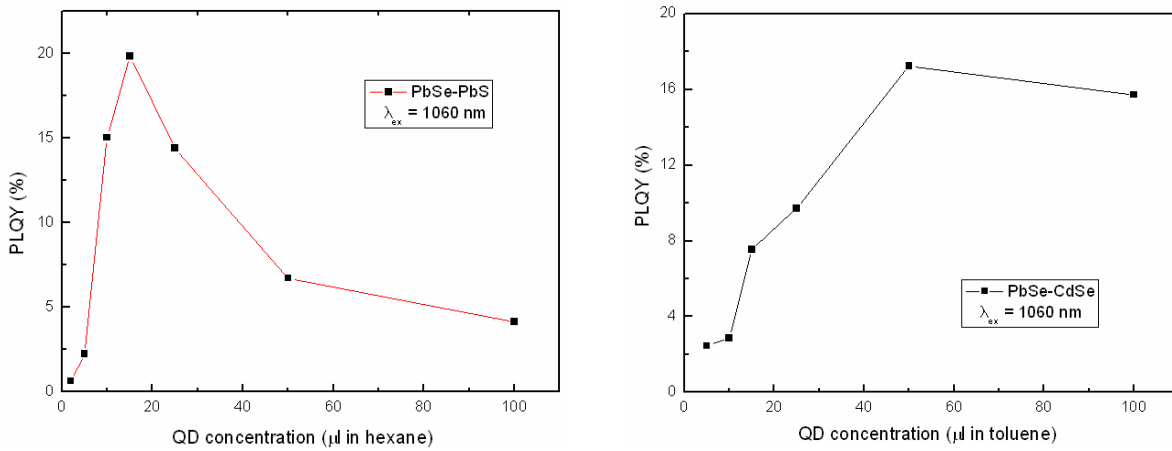 20
15
10
5
0
0 20 40 60 80 100
PLQY (%)
QD concentration (μl in hexane)
PbSe-PbS
λex = 1060 nm
20
16
12
8
4
0
0 20 40 60 80 100
PLQY (%)
QD concentration (μl in toluene)
PbSe-CdSe
λex = 1060 nm